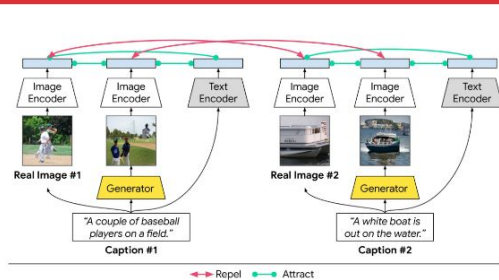 Image
Encoder
Image
Encoder
Text
Encoder
Image
Encoder
Image
Encoder
Text
Encoder
Real Image #1
Real Image #2
Generator
Generator
"A couple of baseball
players on a field."
"A white boat is
out on the water."
Caption #1
Caption #2
Repel
Attract